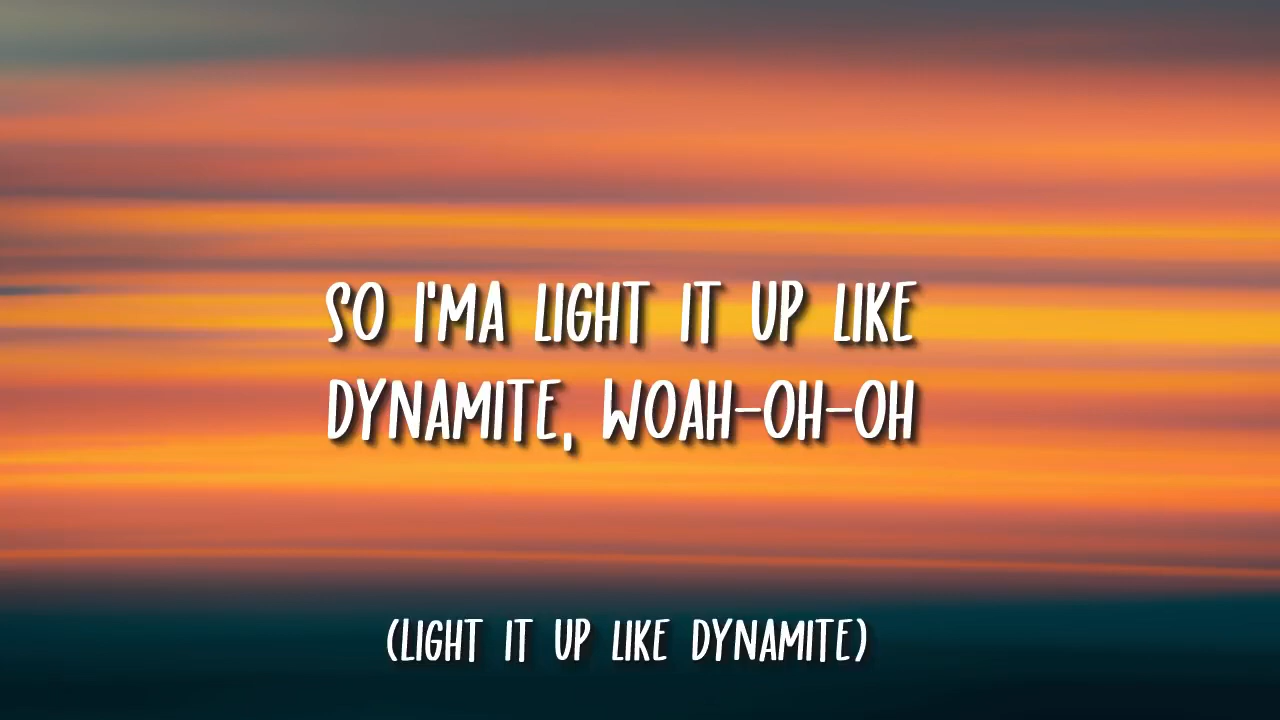 SO I'MA LIGHT IT UP LIKE
DYNAMITE, WOAH-OH-OH
(LIGHT IT UP LIKE DYNAMITE)